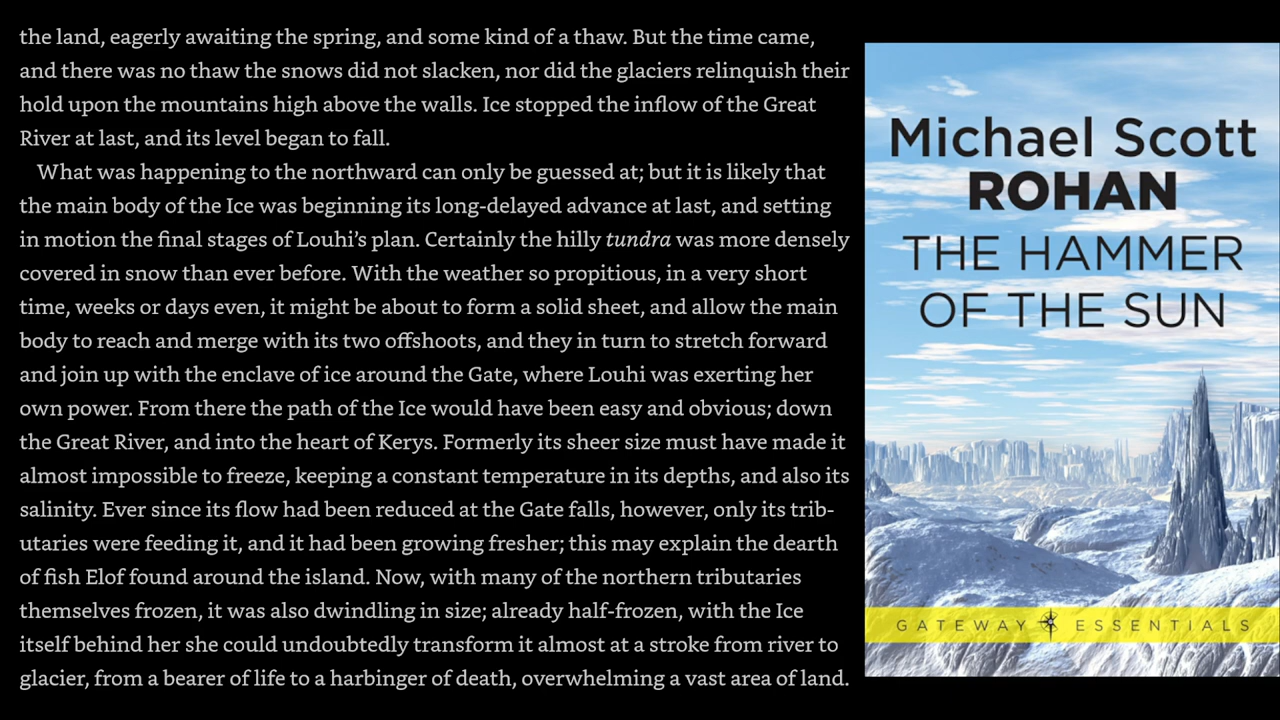 the land, eagerly awaiting the spring, and some kind of a thaw. But the time came,
and there was no thaw the snows did not slacken, nor did the glaciers relinquish their
hold upon the mountains high above the walls. Ice stopped the inflow of the Great
River at last, and its level began to fall.
What was happening to the northward can only be guessed at; but it is likely that
the main body of the Ice was beginning its long-delayed advance at last, and setting
in motion the final stages of Louhi’s plan. Certainly the hilly tundra was more densely
covered in snow than ever before. With the weather so propitious, in a very short
time, weeks or days even, it might be about to form a solid sheet, and allow the main
body to reach and merge with its two offshoots, and they in turn to stretch forward
and join up with the enclave of ice around the Gate, where Louhi was exerting her
own power. From there the path of the Ice would have been easy and obvious; down
the Great River, and into the heart of Kerys. Formerly its sheer size must have made it
almost impossible to freeze, keeping a constant temperature in its depths, and also its
salinity. Ever since its flow had been reduced at the Gate falls, however, only its trib-
utaries were feeding it, and it had been growing fresher; this may explain the dearth
of fish Elof found around the island. Now, with many of the northern tributaries
themselves frozen, it was also dwindling in size; already half-frozen, with the Ice
itself behind her she could undoubtedly transform it almost at a stroke from river to
glacier, from a bearer of life to a harbinger of death, overwhelming a vast area of land.
Michael Scott
ROHAN
THE HAMMER
OF THE SUN
GATEWAY ESSENTIALS